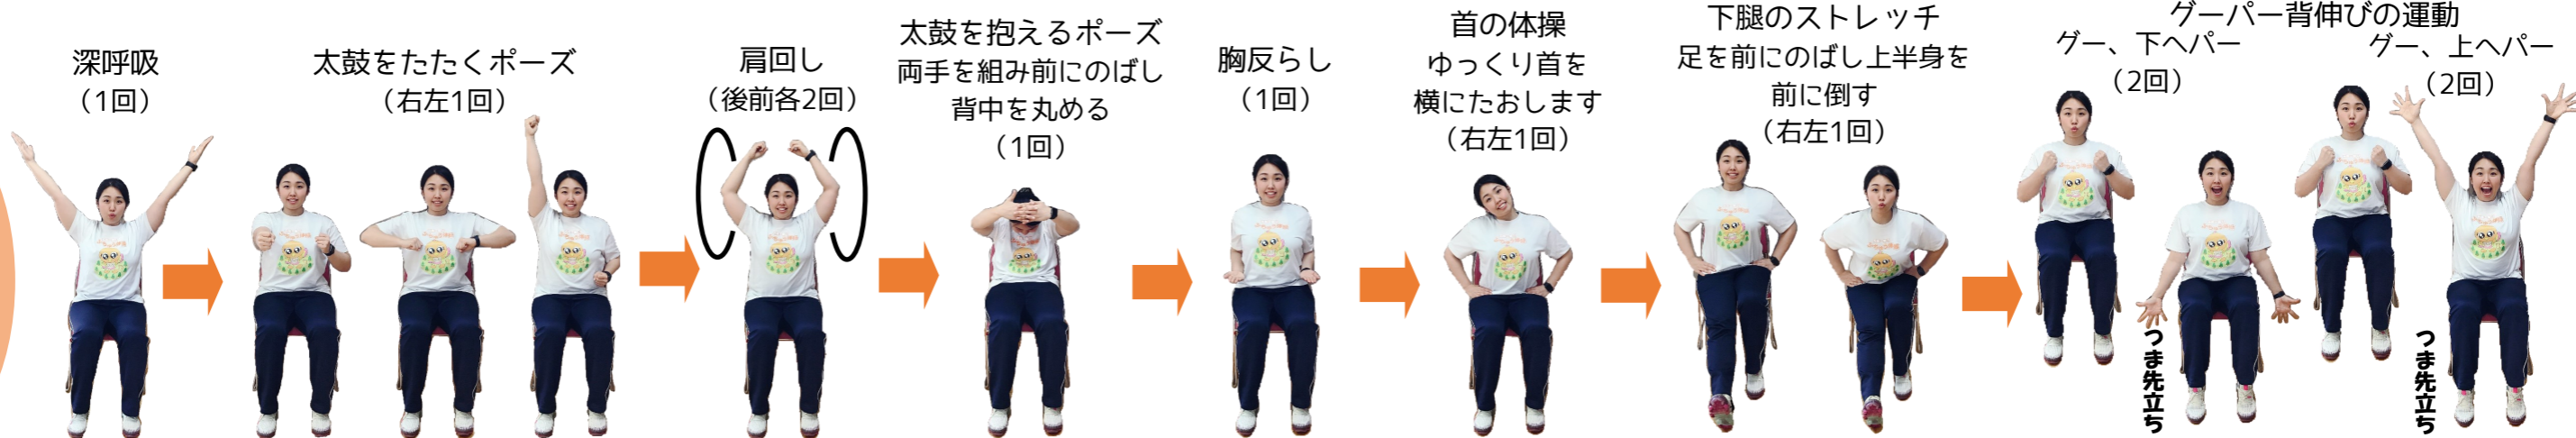 深呼吸
（1回）
太鼓をたたくポーズ
（右左1回）
肩回し
（後前各2回）
太鼓を抱えるポーズ
両手を組み前にのばし
背中を丸める
（1回）
胸反らし
（1回）
首の体操
ゆっくり首を
横にたおします
（右左1回）
下腿のストレッチ
足を前にのばし上半身を
前に倒す
（右左1回）
グーパー背伸びの運動
グー、下へパー
（2回）
つま先立ち
グー、上へパー
（2回）
つま先立ち